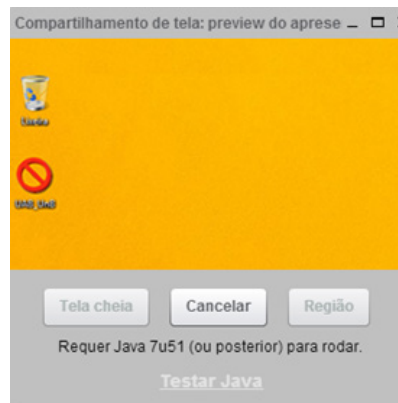 Compartilhamento de tela: preview do aprese
Tela cheia
Cancelar
Região
Requer Java 7u51 (ou posterior) para rodar.
Testar Java